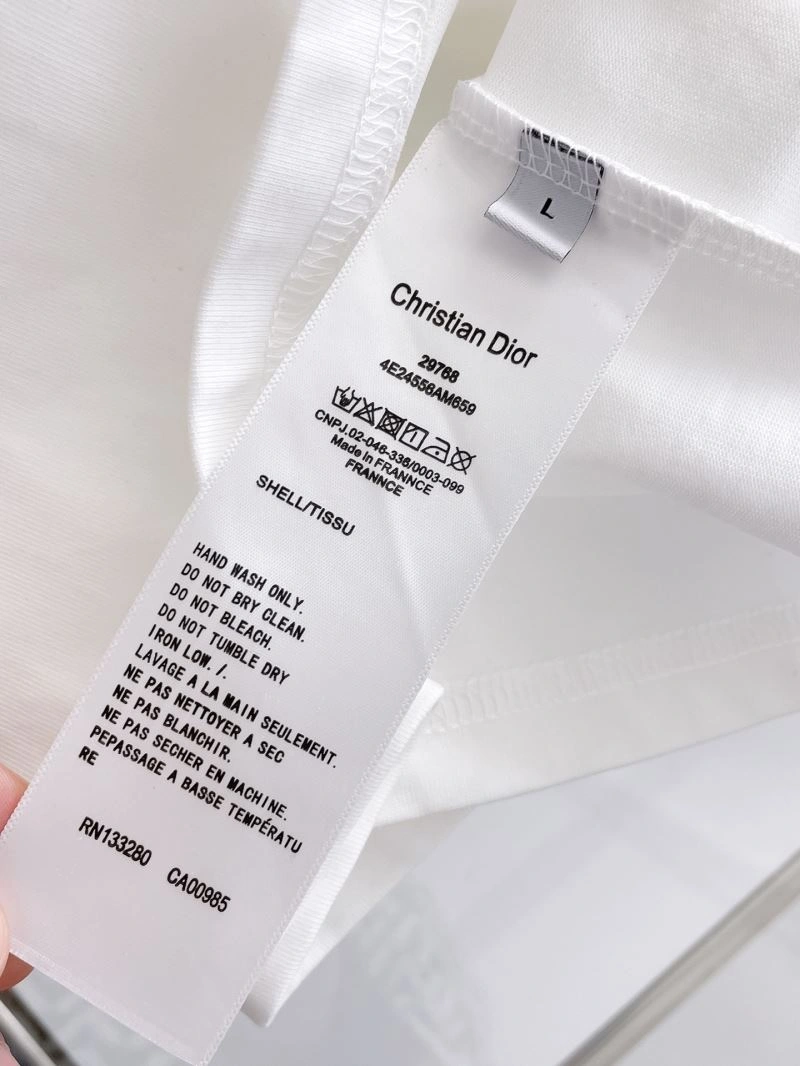 L
Christian Dior
29768
4E24556AM659
CNPJ.02-046-336/0003-099
Made in FRANNCE
FRANNCE
SHELL/TISSU
HAND WASH ONLY.
DO NOT BRY CLEAN.
DO NOT BLEACH.
DO NOT TUMBLE DRY
IRON LOW. /.
LAVAGE A LA MAIN SEULEMENT.
NE PAS NETTOYER A SEC
NE PAS BLANCHIR.
NE PAS SECHER EN MACHINE.
PEPASSAGE A BASSE TEMPÉRATU
RE
RN133280 CA00985